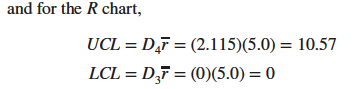 and for the R chart,
UCL = D₄r̅ = (2.115)(5.0) = 10.57
LCL = D₃r̅ = (0)(5.0) = 0